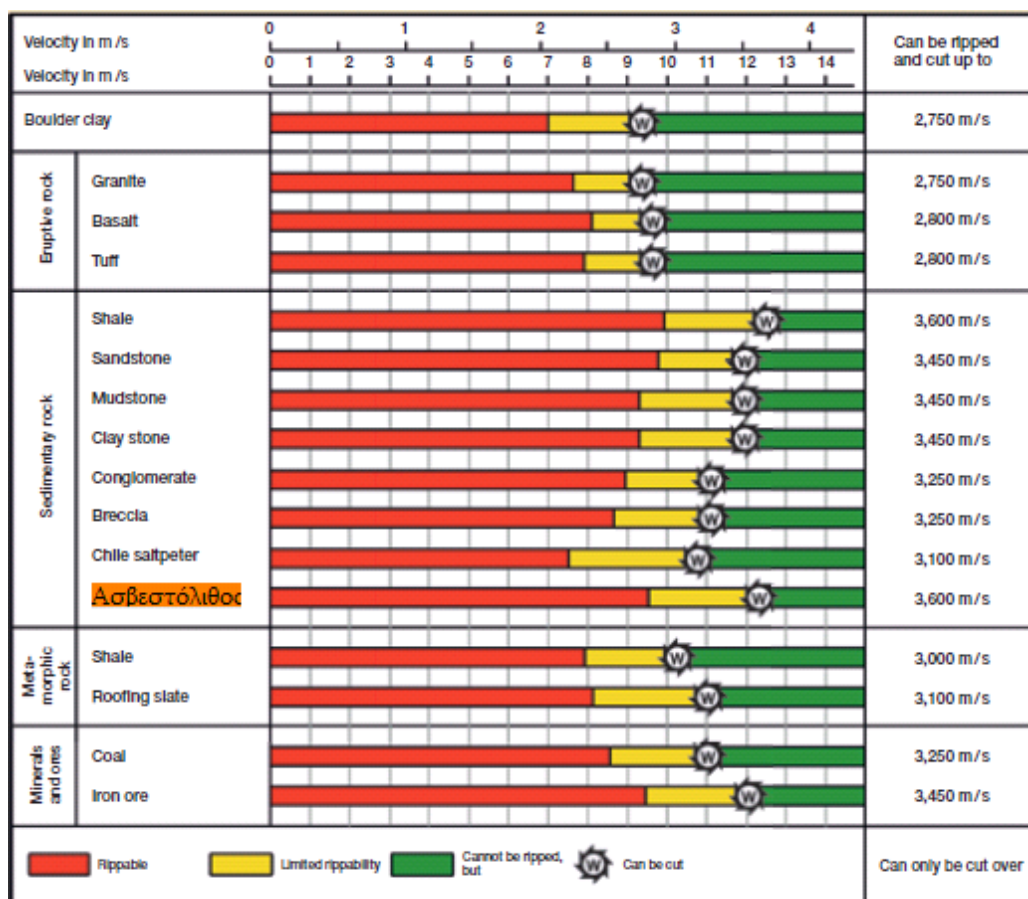 Velocity in m/s 0 1 2 3 4
Velocity in m/s 0 1 2 3 4 5 6 7 8 9 10 11 12 13 14
Can be ripped
and cut up to
Boulder clay W 2,750 m/s
Eruptive rock
Granite W 2,750 m/s
Basalt W 2,800 m/s
Tuff W 2,800 m/s
Sedimentary rock
Shale W 3,600 m/s
Sandstone W 3,450 m/s
Mudstone W 3,450 m/s
Clay stone W 3,450 m/s
Conglomerate W 3,250 m/s
Breccia W 3,250 m/s
Chile saltpeter W 3,100 m/s
Ασβεστόλιθος W 3,600 m/s
Meta-
morphic
rock
Shale W 3,000 m/s
Roofing slate W 3,100 m/s
Minerals
and ores
Coal W 3,250 m/s
Iron ore W 3,450 m/s
Rippable
Limited rippability
Cannot be ripped,
but
W Can be cut
Can only be cut over